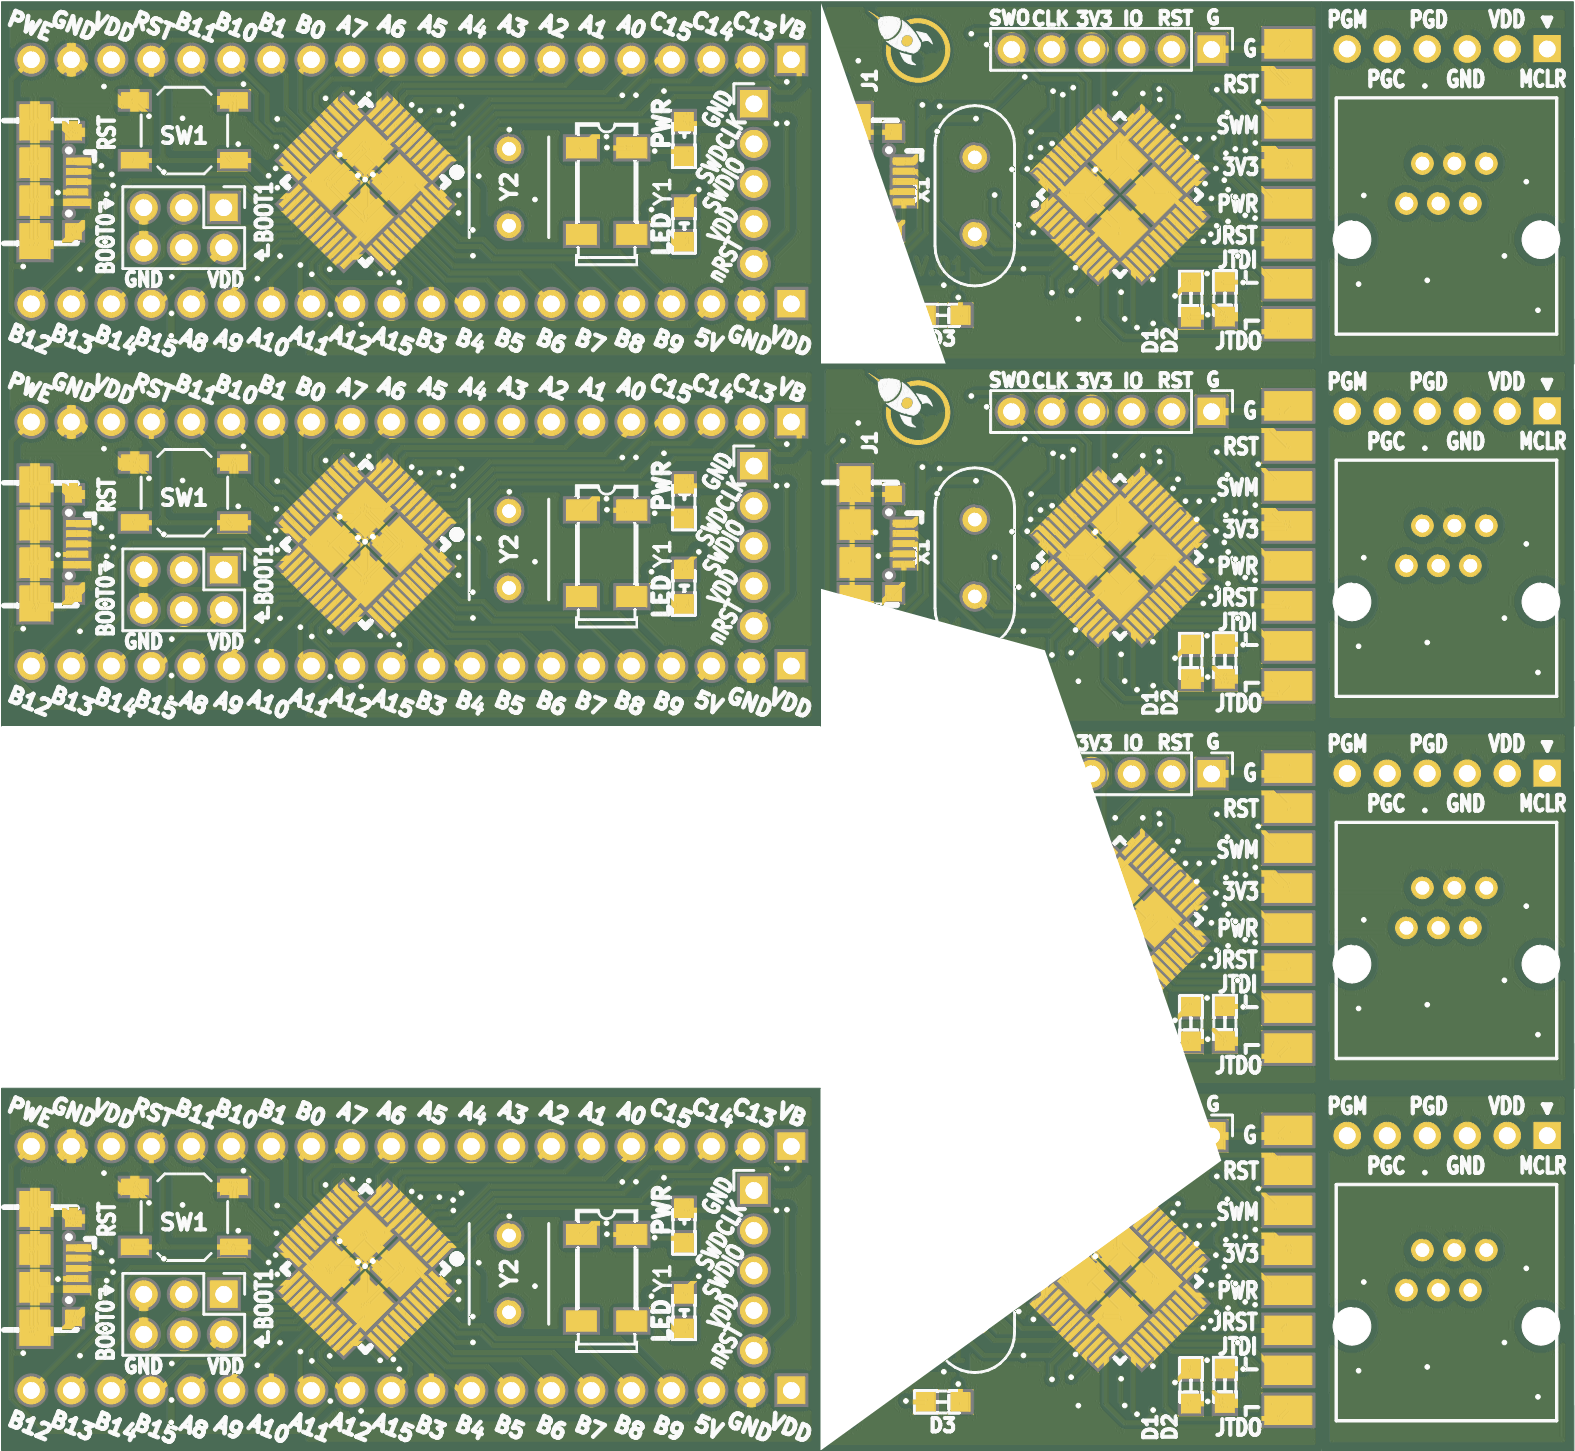 PWE GND VDD RST B11 B10 B1 B0 A7 A6 A5 A4 A3 A2 A1 A0 C15 C14 C13 VB
RST SW1 BOOT0 BOOT1 GND VDD
Y2 Y1 PWR LED
GND SWDCLK SWDIO VDD nRST
B12 B13 B14 B15 A8 A9 A10 A11 A12 A15 B3 B4 B5 B6 B7 B8 B9 5V GND VDD
J1
SWO CLK 3V3 IO RST G
G
RST
SWM
3V3
PWR
JRST
JTDI
JTDO
D1
D2
D3
PGM PGD VDD
PGC . GND MCLR
PWE GND VDD RST B11 B10 B1 B0 A7 A6 A5 A4 A3 A2 A1 A0 C15 C14 C13 VB
RST SW1 BOOT0 BOOT1 GND VDD
Y2 Y1 PWR LED
GND SWDCLK SWDIO VDD nRST
B12 B13 B14 B15 A8 A9 A10 A11 A12 A15 B3 B4 B5 B6 B7 B8 B9 5V GND VDD
J1
SWO CLK 3V3 IO RST G
G
RST
SWM
3V3
PWR
JRST
JTDI
JTDO
D1
D2
PGM PGD VDD
PGC . GND MCLR
3V3 IO RST G
G
RST
SWM
3V3
PWR
JRST
JTDI
JTDO
PGM PGD VDD
PGC . GND MCLR
PWE GND VDD RST B11 B10 B1 B0 A7 A6 A5 A4 A3 A2 A1 A0 C15 C14 C13 VB
RST SW1 BOOT0 BOOT1 GND VDD
Y2 Y1 PWR LED
GND SWDCLK SWDIO VDD nRST
B12 B13 B14 B15 A8 A9 A10 A11 A12 A15 B3 B4 B5 B6 B7 B8 B9 5V GND VDD
G
G
RST
SWM
3V3
PWR
JRST
JTDI
JTDO
D1
D2
D3
PGM PGD VDD
PGC . GND MCLR